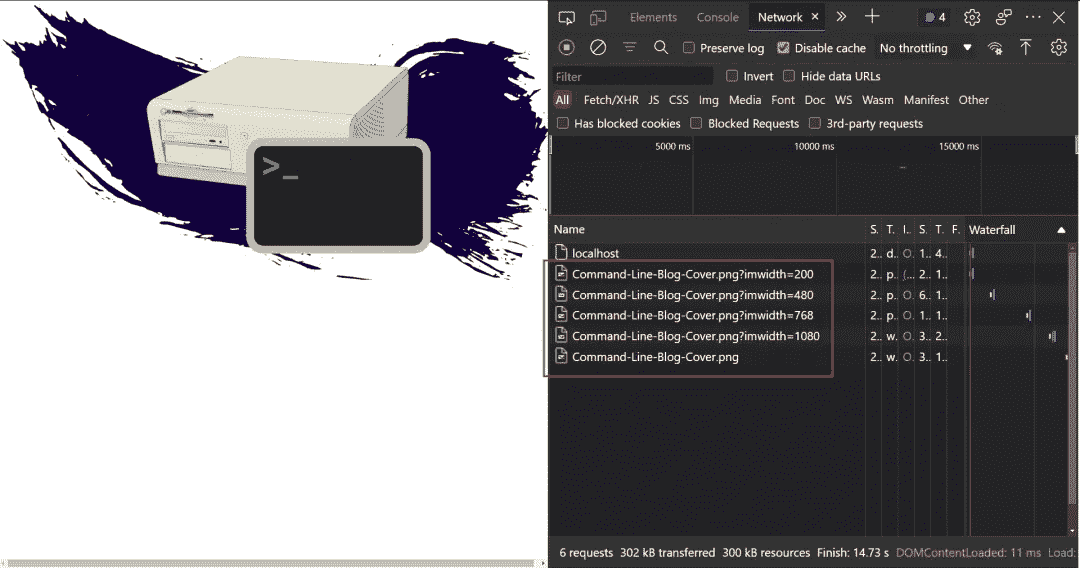 >_
Elements Console Network × » + 4 ··· ×
Preserve log Disable cache No throttling
Filter Invert Hide data URLs
All Fetch/XHR JS CSS Img Media Font Doc WS Wasm Manifest Other
Has blocked cookies Blocked Requests 3rd-party requests
5000 ms 10000 ms 15000 ms
Name S. T. I.. S. T. F. Waterfall
localhost 2.. d. O. 1.. 4..
Command-Line-Blog-Cover.png?imwidth=200 2.. p. (... 2.. 1..
Command-Line-Blog-Cover.png?imwidth=480 2.. p. O. 6.. 1..
Command-Line-Blog-Cover.png?imwidth=768 2.. p. O. 1.. 1..
Command-Line-Blog-Cover.png?imwidth=1080 2.. w. O. 3.. 2..
Command-Line-Blog-Cover.png 2.. w. O. 3.. 1..
6 requests 302 kB transferred 300 kB resources Finish: 14.73 s DOMContentLoaded: 11 ms Load: